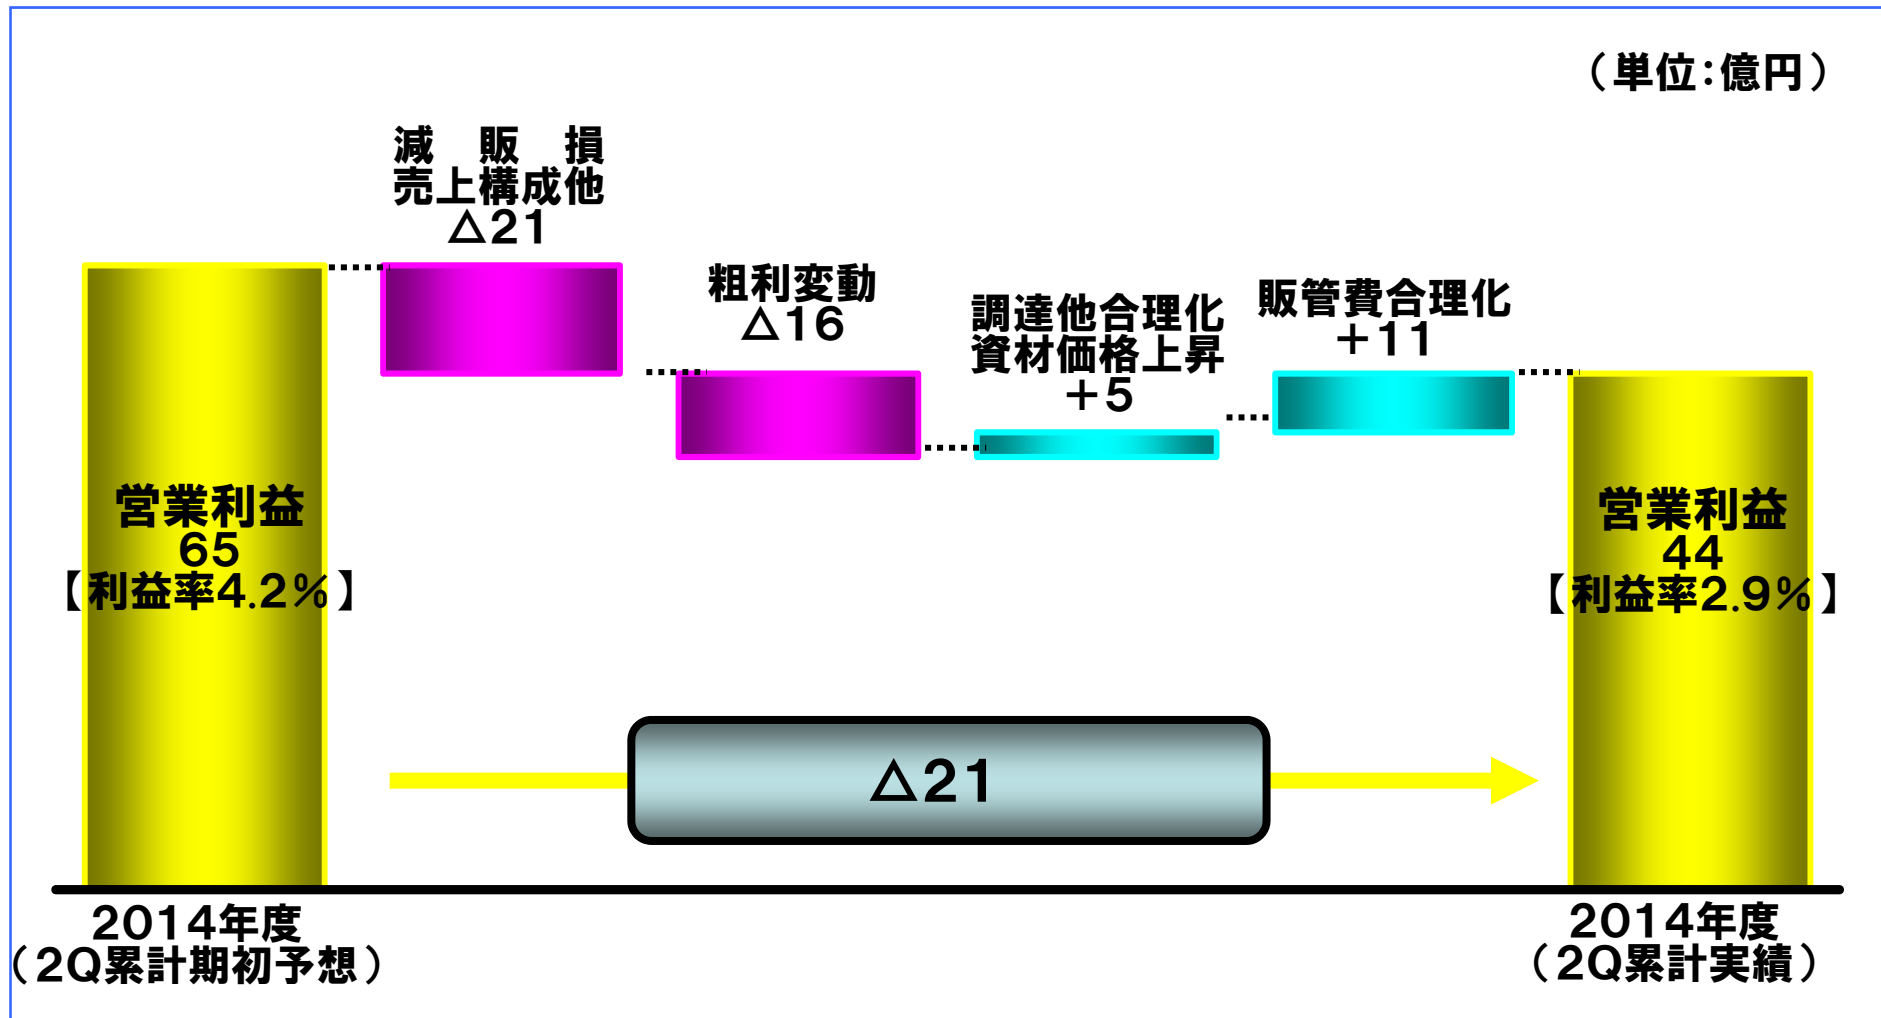 （単位：億円）
減　販　損
売上構成他
△21
粗利変動
△16
調達他合理化
資材価格上昇
＋5
販管費合理化
＋11
営業利益
65
【利益率4.2％】
営業利益
44
【利益率2.9％】
△21
2014年度
（2Q累計期初予想）
2014年度
（2Q累計実績）